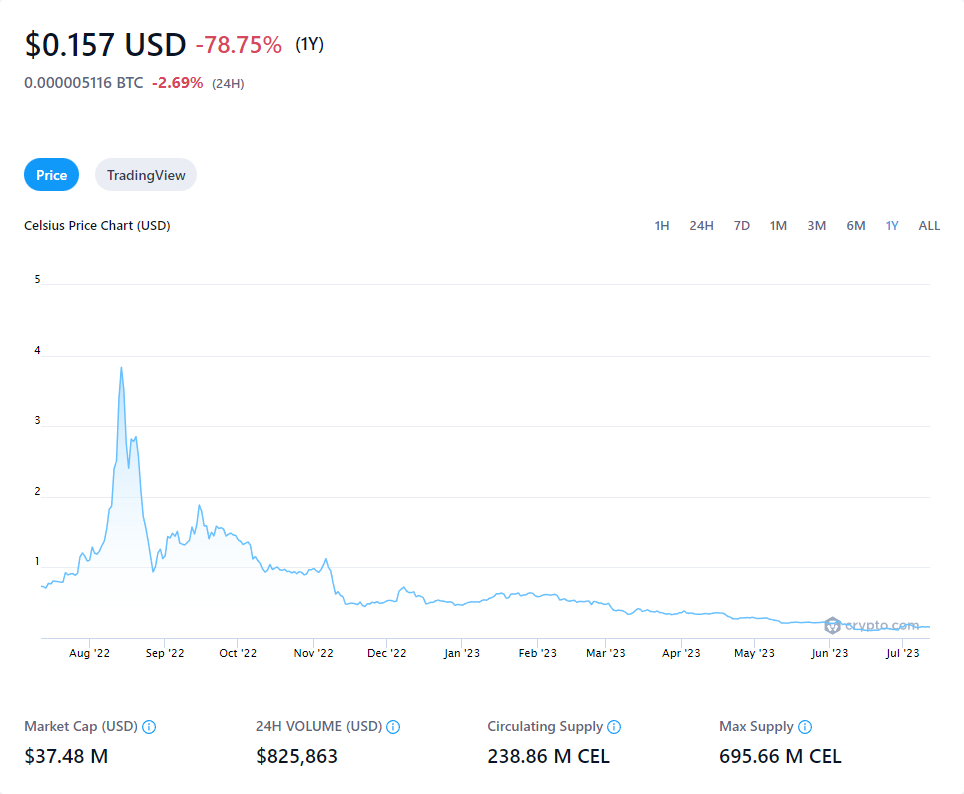 $0.157 USD -78.75% (1Y)
0.000005116 BTC -2.69% (24H)
Price TradingView
Celsius Price Chart (USD) 1H 24H 7D 1M 3M 6M 1Y ALL
5
4
3
2
1
crypto.com
Aug '22 Sep '22 Oct '22 Nov '22 Dec '22 Jan '23 Feb '23 Mar '23 Apr '23 May '23 Jun '23 Jul '23
Market Cap (USD) 24H VOLUME (USD) Circulating Supply Max Supply
$37.48 M $825,863 238.86 M CEL 695.66 M CEL